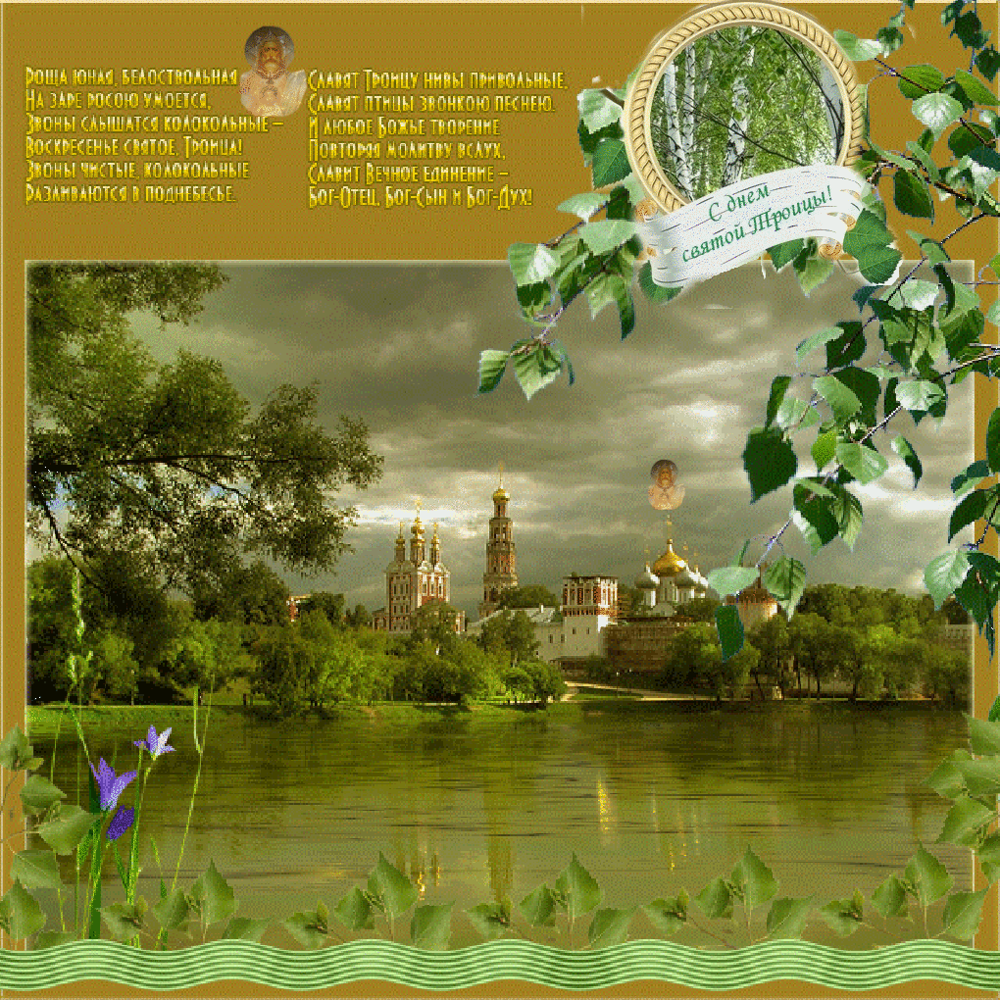 Роща юная, белоствольная
На заре росою умоется,
Звоны слышатся колокольные –
Воскресенье святое, Троица!
Звоны чистые, колокольные
Разливаются в поднебесье.
Славят Троицу нивы привольные,
Славят птицы звонкою песнею.
И любое Божье творение
Повторяя молитву вслух,
Славит Вечное единение –
Бог-Отец, Бог-Сын и Бог-Дух!
С днем
святой Троицы!